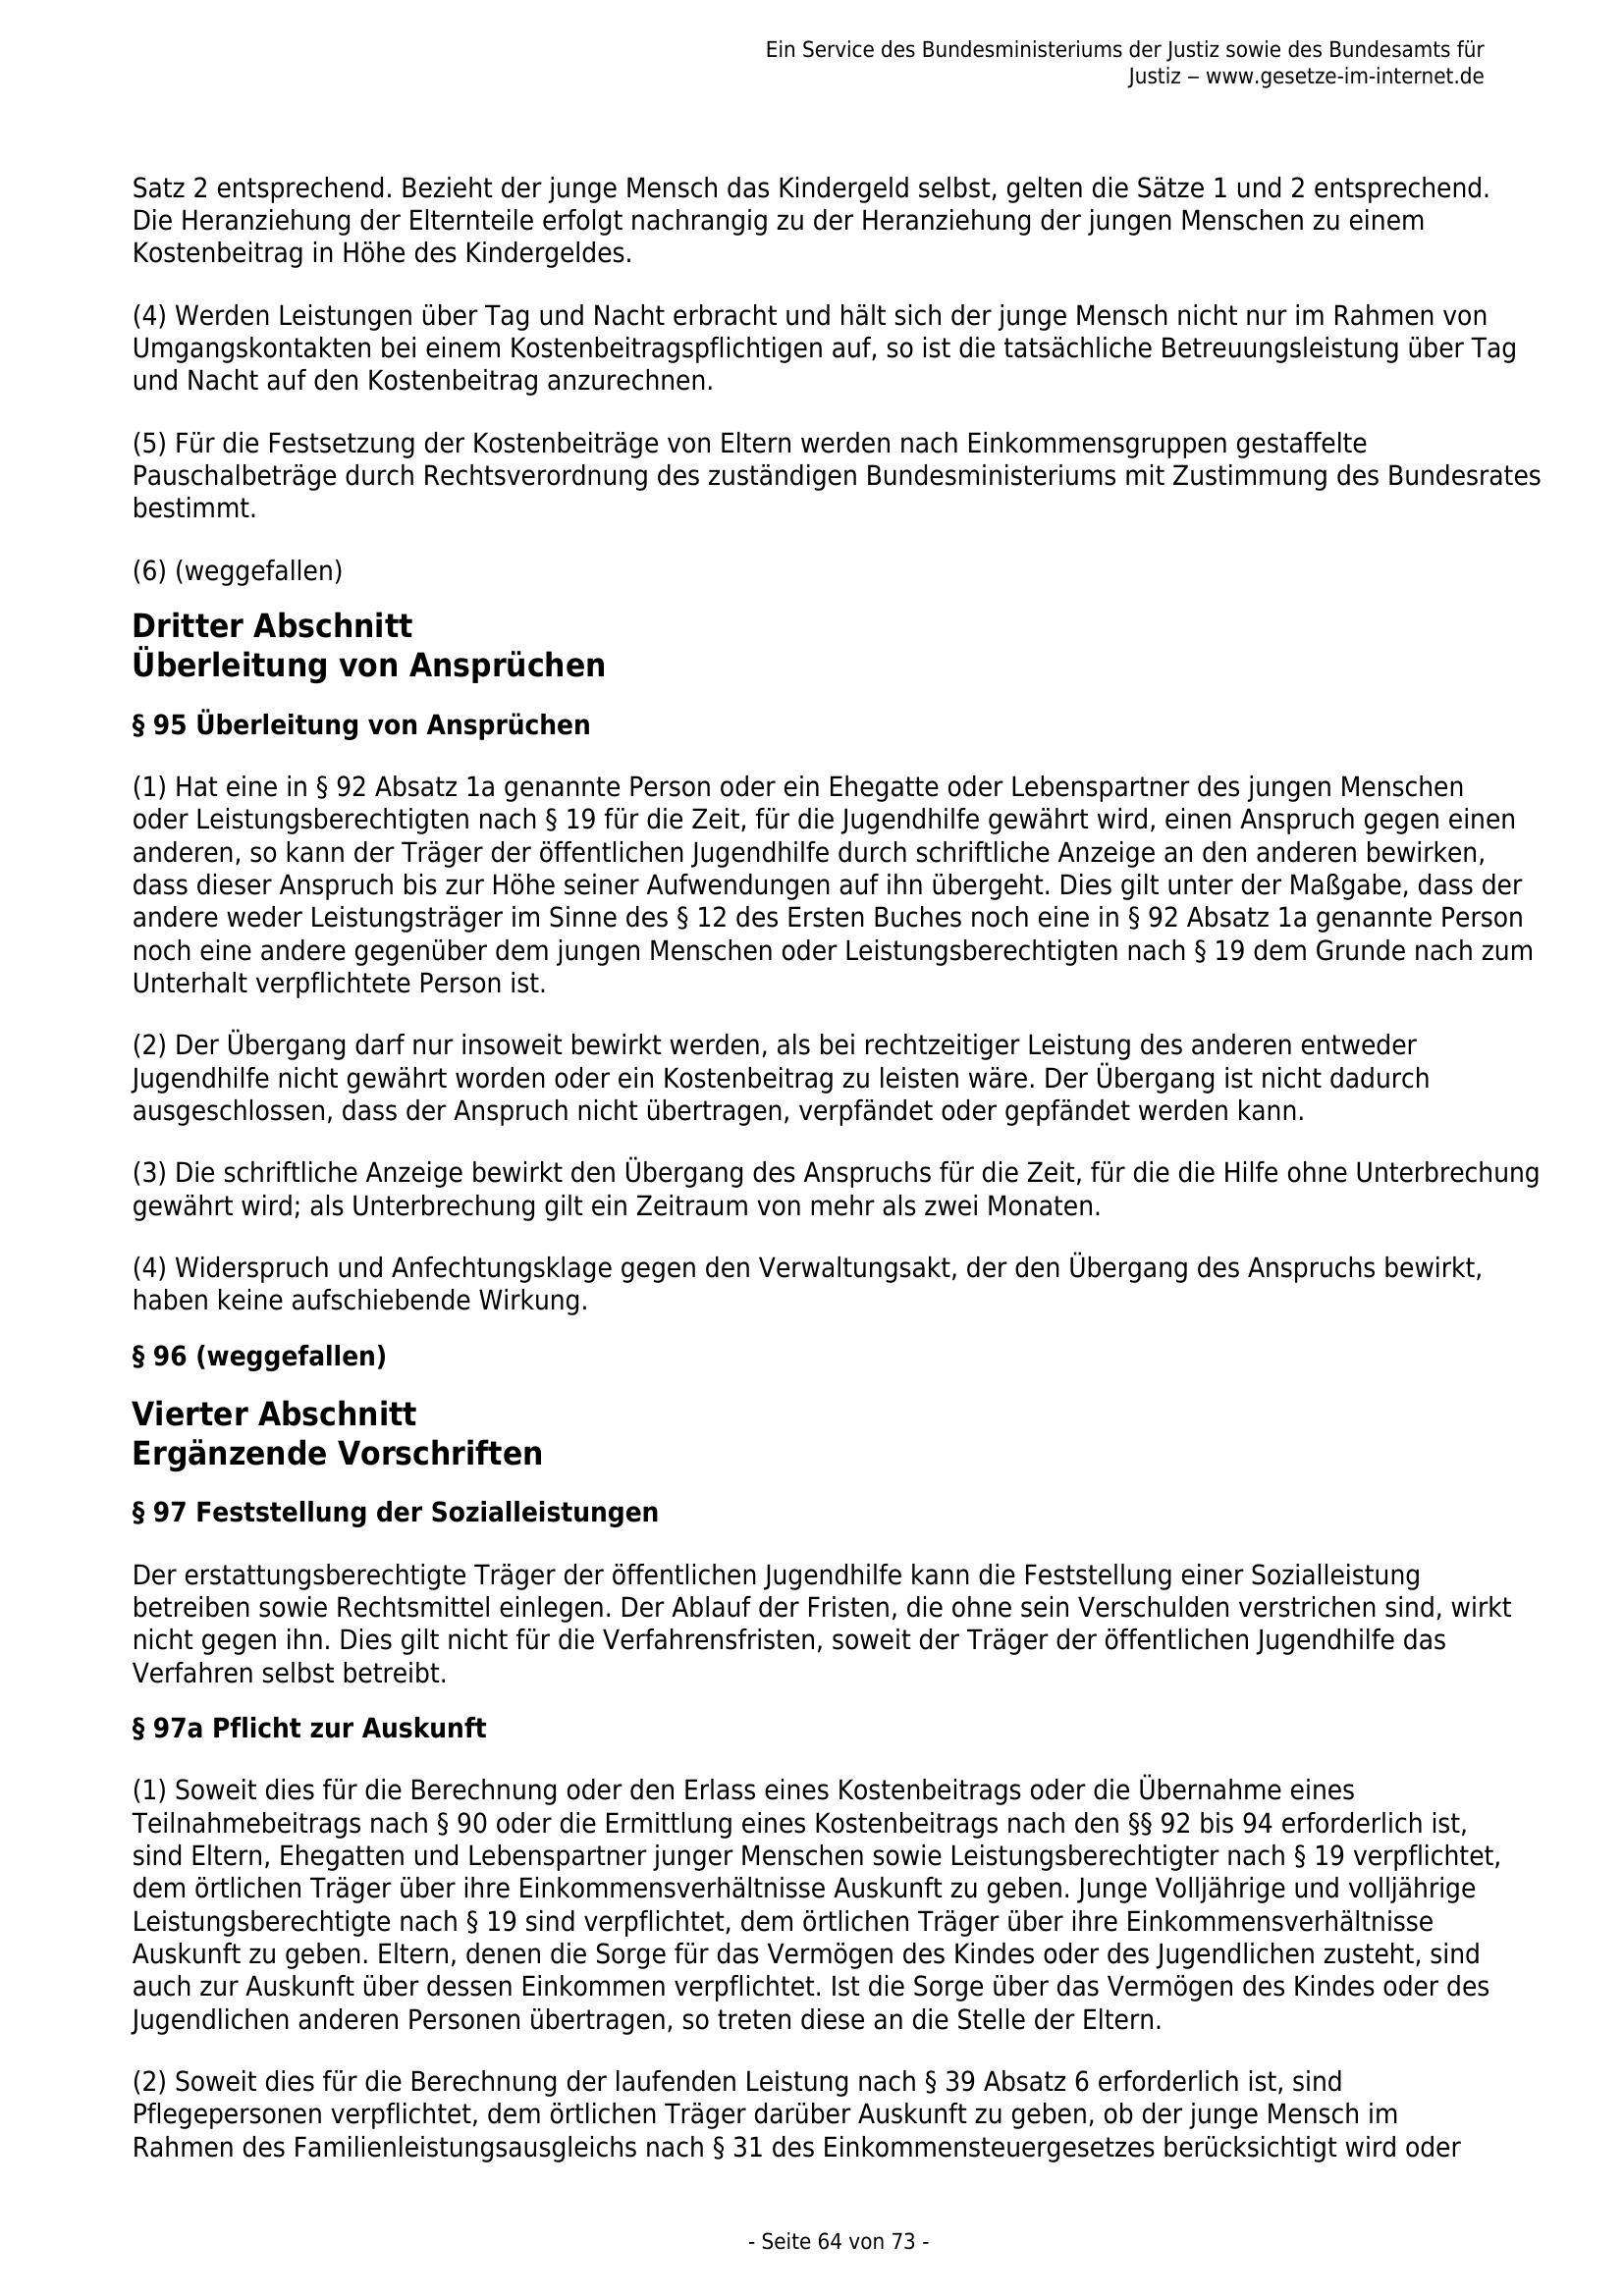 Ein Service des Bundesministeriums der Justiz sowie des Bundesamts für
Justiz ‒ www.gesetze-im-internet.de
Satz 2 entsprechend. Bezieht der junge Mensch das Kindergeld selbst, gelten die Sätze 1 und 2 entsprechend.
Die Heranziehung der Elternteile erfolgt nachrangig zu der Heranziehung der jungen Menschen zu einem
Kostenbeitrag in Höhe des Kindergeldes.
(4) Werden Leistungen über Tag und Nacht erbracht und hält sich der junge Mensch nicht nur im Rahmen von
Umgangskontakten bei einem Kostenbeitragspflichtigen auf, so ist die tatsächliche Betreuungsleistung über Tag
und Nacht auf den Kostenbeitrag anzurechnen.
(5) Für die Festsetzung der Kostenbeiträge von Eltern werden nach Einkommensgruppen gestaffelte
Pauschalbeträge durch Rechtsverordnung des zuständigen Bundesministeriums mit Zustimmung des Bundesrates
bestimmt.
(6) (weggefallen)
Dritter Abschnitt
Überleitung von Ansprüchen
§ 95 Überleitung von Ansprüchen
(1) Hat eine in § 92 Absatz 1a genannte Person oder ein Ehegatte oder Lebenspartner des jungen Menschen
oder Leistungsberechtigten nach § 19 für die Zeit, für die Jugendhilfe gewährt wird, einen Anspruch gegen einen
anderen, so kann der Träger der öffentlichen Jugendhilfe durch schriftliche Anzeige an den anderen bewirken,
dass dieser Anspruch bis zur Höhe seiner Aufwendungen auf ihn übergeht. Dies gilt unter der Maßgabe, dass der
andere weder Leistungsträger im Sinne des § 12 des Ersten Buches noch eine in § 92 Absatz 1a genannte Person
noch eine andere gegenüber dem jungen Menschen oder Leistungsberechtigten nach § 19 dem Grunde nach zum
Unterhalt verpflichtete Person ist.
(2) Der Übergang darf nur insoweit bewirkt werden, als bei rechtzeitiger Leistung des anderen entweder
Jugendhilfe nicht gewährt worden oder ein Kostenbeitrag zu leisten wäre. Der Übergang ist nicht dadurch
ausgeschlossen, dass der Anspruch nicht übertragen, verpfändet oder gepfändet werden kann.
(3) Die schriftliche Anzeige bewirkt den Übergang des Anspruchs für die Zeit, für die die Hilfe ohne Unterbrechung
gewährt wird; als Unterbrechung gilt ein Zeitraum von mehr als zwei Monaten.
(4) Widerspruch und Anfechtungsklage gegen den Verwaltungsakt, der den Übergang des Anspruchs bewirkt,
haben keine aufschiebende Wirkung.
§ 96 (weggefallen)
Vierter Abschnitt
Ergänzende Vorschriften
§ 97 Feststellung der Sozialleistungen
Der erstattungsberechtigte Träger der öffentlichen Jugendhilfe kann die Feststellung einer Sozialleistung
betreiben sowie Rechtsmittel einlegen. Der Ablauf der Fristen, die ohne sein Verschulden verstrichen sind, wirkt
nicht gegen ihn. Dies gilt nicht für die Verfahrensfristen, soweit der Träger der öffentlichen Jugendhilfe das
Verfahren selbst betreibt.
§ 97a Pflicht zur Auskunft
(1) Soweit dies für die Berechnung oder den Erlass eines Kostenbeitrags oder die Übernahme eines
Teilnahmebeitrags nach § 90 oder die Ermittlung eines Kostenbeitrags nach den §§ 92 bis 94 erforderlich ist,
sind Eltern, Ehegatten und Lebenspartner junger Menschen sowie Leistungsberechtigter nach § 19 verpflichtet,
dem örtlichen Träger über ihre Einkommensverhältnisse Auskunft zu geben. Junge Volljährige und volljährige
Leistungsberechtigte nach § 19 sind verpflichtet, dem örtlichen Träger über ihre Einkommensverhältnisse
Auskunft zu geben. Eltern, denen die Sorge für das Vermögen des Kindes oder des Jugendlichen zusteht, sind
auch zur Auskunft über dessen Einkommen verpflichtet. Ist die Sorge über das Vermögen des Kindes oder des
Jugendlichen anderen Personen übertragen, so treten diese an die Stelle der Eltern.
(2) Soweit dies für die Berechnung der laufenden Leistung nach § 39 Absatz 6 erforderlich ist, sind
Pflegepersonen verpflichtet, dem örtlichen Träger darüber Auskunft zu geben, ob der junge Mensch im
Rahmen des Familienleistungsausgleichs nach § 31 des Einkommensteuergesetzes berücksichtigt wird oder
- Seite 64 von 73 -